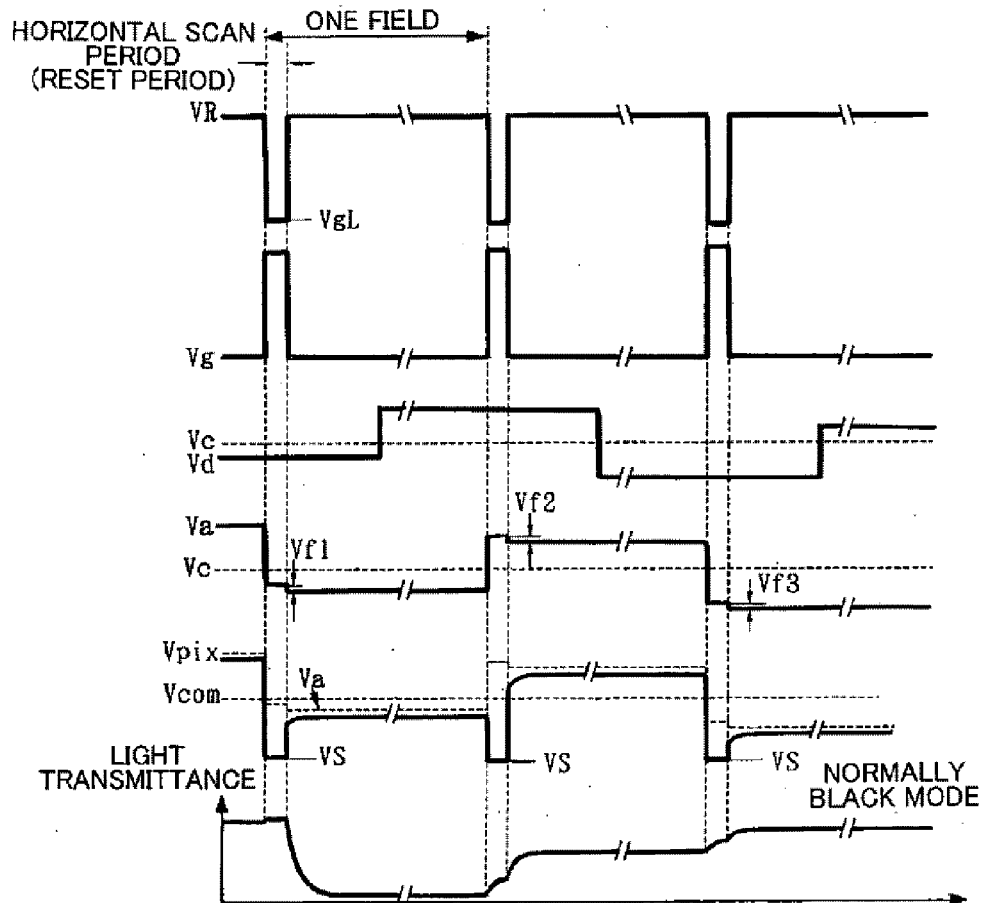 ONE FIELD
HORIZONTAL SCAN
PERIOD
(RESET PERIOD)
VR
VgL
Vg
Vc
Vd
Vf2
Va
Vf1
Vc
Vf3
Vpix
Va
Vcom
VS
VS
VS
LIGHT
TRANSMITTANCE
NORMALLY
BLACK MODE